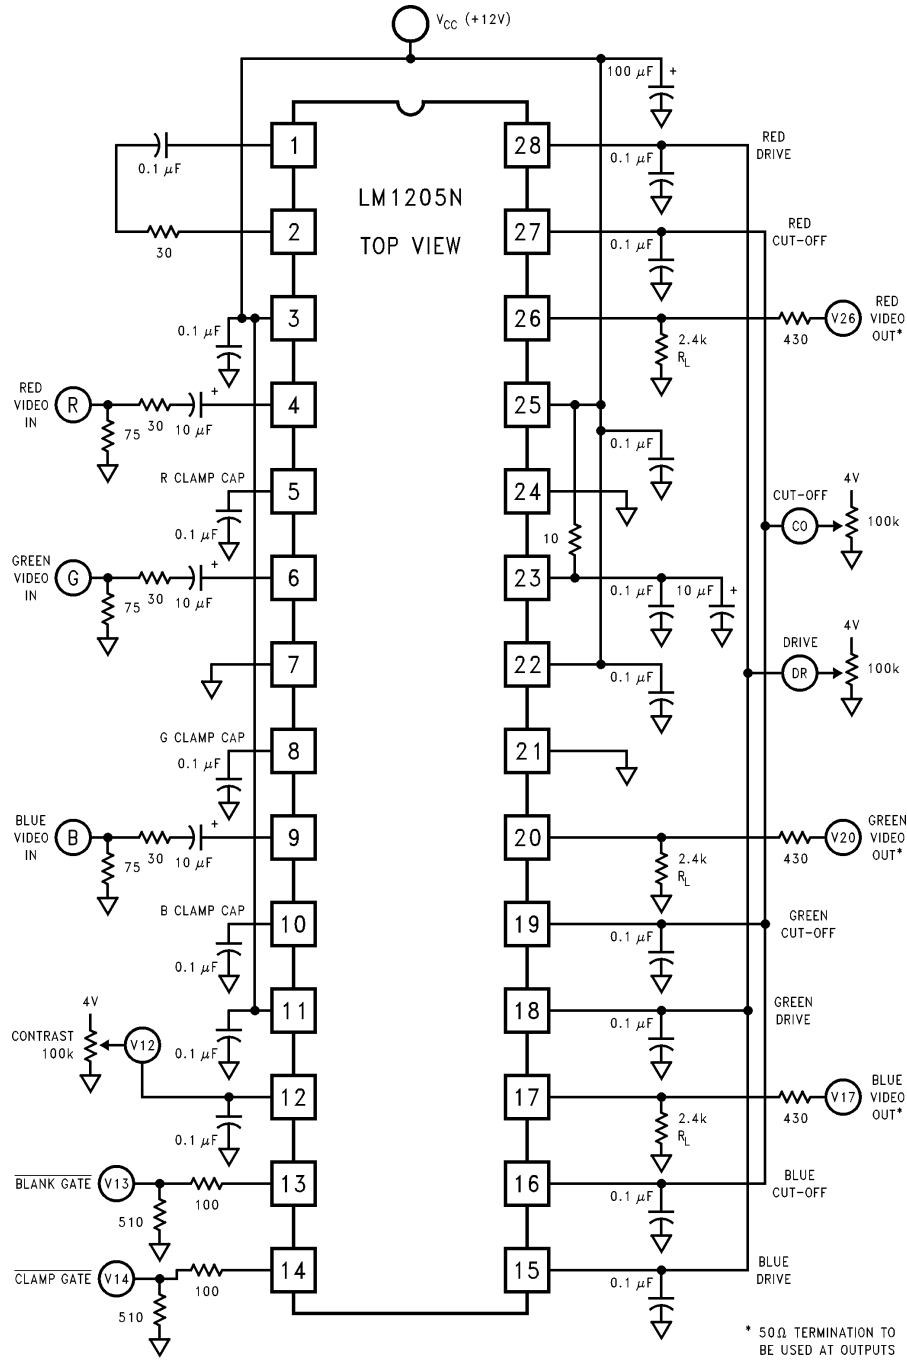 V_CC (+12V)
100 μF +
1
0.1 μF
28
0.1 μF
RED
DRIVE
LM1205N
TOP VIEW
2
30
27
0.1 μF
RED
CUT-OFF
3
0.1 μF
26
2.4k
R_L
430
V26
RED
VIDEO
OUT*
RED
VIDEO
IN
R
75
30
10 μF
+
4
25
0.1 μF
R CLAMP CAP
0.1 μF
5
24
CUT-OFF
CO
4V
100k
GREEN
VIDEO
IN
G
75
30
10 μF
+
6
10
23
0.1 μF
10 μF +
7
22
0.1 μF
DRIVE
DR
4V
100k
G CLAMP CAP
0.1 μF
8
21
BLUE
VIDEO
IN
B
75
30
10 μF
+
9
20
2.4k
R_L
430
V20
GREEN
VIDEO
OUT*
B CLAMP CAP
0.1 μF
10
19
0.1 μF
GREEN
CUT-OFF
11
0.1 μF
18
0.1 μF
GREEN
DRIVE
4V
CONTRAST
100k
V12
12
0.1 μF
17
2.4k
R_L
430
V17
BLUE
VIDEO
OUT*
BLANK GATE
V13
510
100
13
16
0.1 μF
BLUE
CUT-OFF
CLAMP GATE
V14
510
100
14
15
0.1 μF
BLUE
DRIVE
* 50Ω TERMINATION TO
BE USED AT OUTPUTS